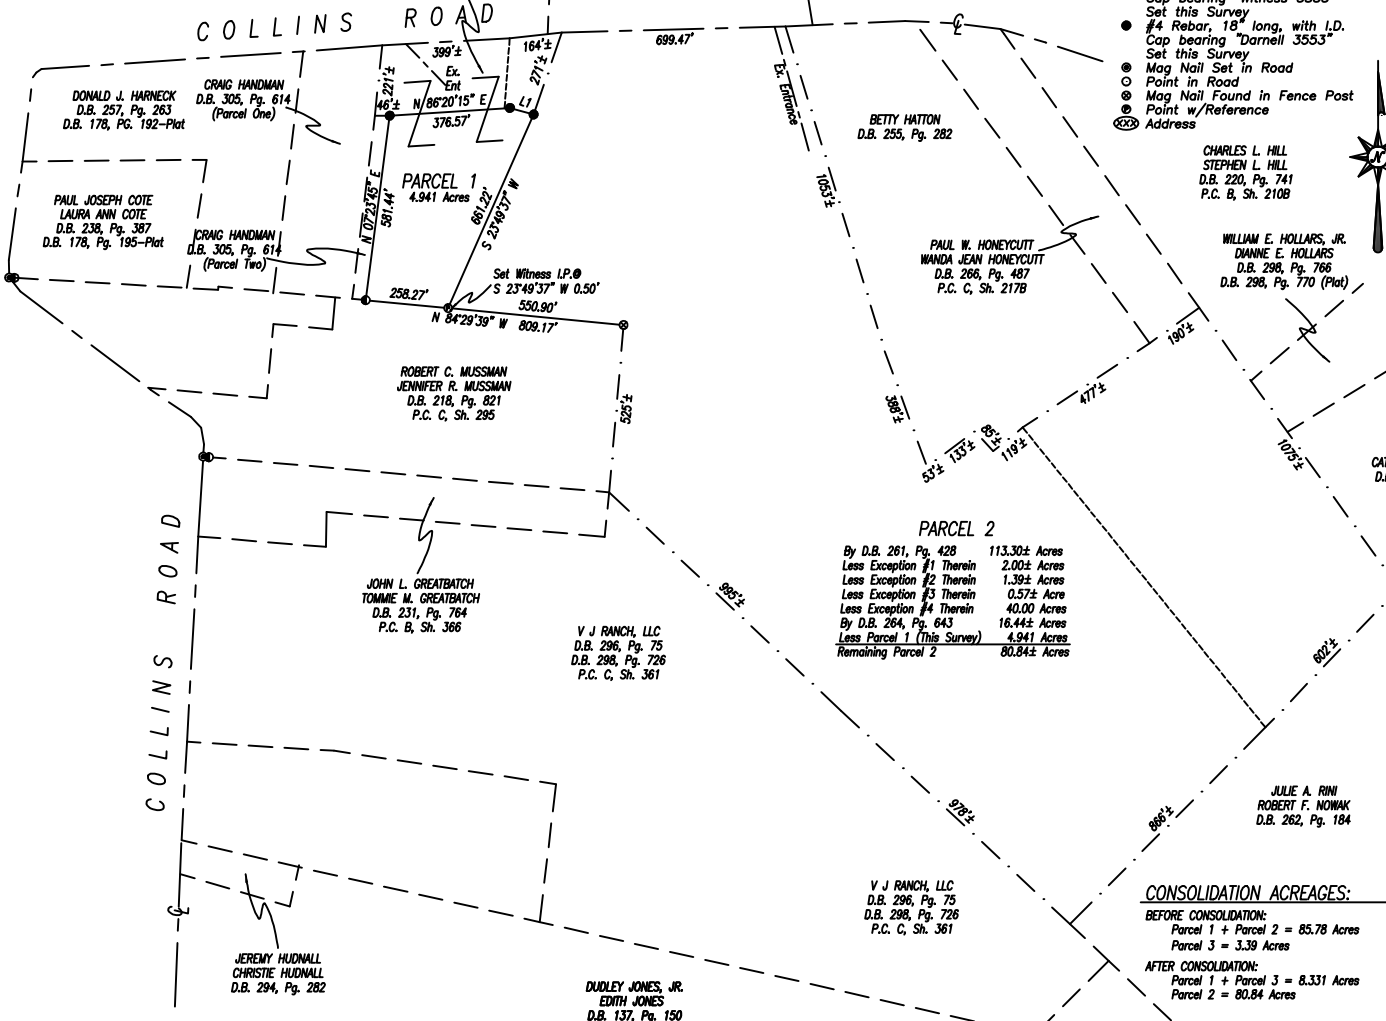 COLLINS ROAD
Cap bearing "Witness 3553"
Set this Survey
#4 Rebar, 18" long, with I.D.
Cap bearing "Darnell 3553"
Set this Survey
Mag Nail Set in Road
Point in Road
Mag Nail Found in Fence Post
Point w/Reference
XXX Address
N
399'±
164'±
271'±
699.47'
221'±
Ex.
Ent
46'±
N 86°20'15" E
376.57'
L1
Ex. Entrance
DONALD J. HARNECK
D.B. 257, Pg. 263
D.B. 178, PG. 192-Plat
CRAIG HANDMAN
D.B. 305, Pg. 614
(Parcel One)
PAUL JOSEPH COTE
LAURA ANN COTE
D.B. 238, Pg. 387
D.B. 178, Pg. 195-Plat
CRAIG HANDMAN
D.B. 305, Pg. 614
(Parcel Two)
N 07°23'45" E
581.44'
PARCEL 1
4.941 Acres
661.22'
S 23°49'37" W
Set Witness I.P.@
S 23°49'37" W 0.50'
258.27'
550.90'
N 84°29'39" W 809.17'
BETTY HATTON
D.B. 255, Pg. 282
1053'±
CHARLES L. HILL
STEPHEN L. HILL
D.B. 220, Pg. 741
P.C. B, Sh. 210B
PAUL W. HONEYCUTT
WANDA JEAN HONEYCUTT
D.B. 266, Pg. 487
P.C. C, Sh. 217B
WILLIAM E. HOLLARS, JR.
DIANNE E. HOLLARS
D.B. 298, Pg. 766
D.B. 298, Pg. 770 (Plat)
190'±
477'±
388'±
53'±
133'±
85'±
119'±
1075'±
ROBERT C. MUSSMAN
JENNIFER R. MUSSMAN
D.B. 218, Pg. 821
P.C. C, Sh. 295
525'±
PARCEL 2
By D.B. 261, Pg. 428 113.30± Acres
Less Exception #1 Therein 2.00± Acres
Less Exception #2 Therein 1.39± Acres
Less Exception #3 Therein 0.57± Acre
Less Exception #4 Therein 40.00 Acres
By D.B. 264, Pg. 643 16.44± Acres
Less Parcel 1 (This Survey) 4.941 Acres
Remaining Parcel 2 80.84± Acres
COLLINS ROAD
JOHN L. GREATBATCH
TOMMIE M. GREATBATCH
D.B. 231, Pg. 764
P.C. B, Sh. 366
995'±
V J RANCH, LLC
D.B. 296, Pg. 75
D.B. 298, Pg. 726
P.C. C, Sh. 361
602'±
978'±
866'±
JULIE A. RINI
ROBERT F. NOWAK
D.B. 262, Pg. 184
V J RANCH, LLC
D.B. 296, Pg. 75
D.B. 298, Pg. 726
P.C. C, Sh. 361
CONSOLIDATION ACREAGES:
BEFORE CONSOLIDATION:
Parcel 1 + Parcel 2 = 85.78 Acres
Parcel 3 = 3.39 Acres
AFTER CONSOLIDATION:
Parcel 1 + Parcel 3 = 8.331 Acres
Parcel 2 = 80.84 Acres
JEREMY HUDNALL
CHRISTIE HUDNALL
D.B. 294, Pg. 282
DUDLEY JONES, JR.
EDITH JONES
D.B. 137, Pg. 150